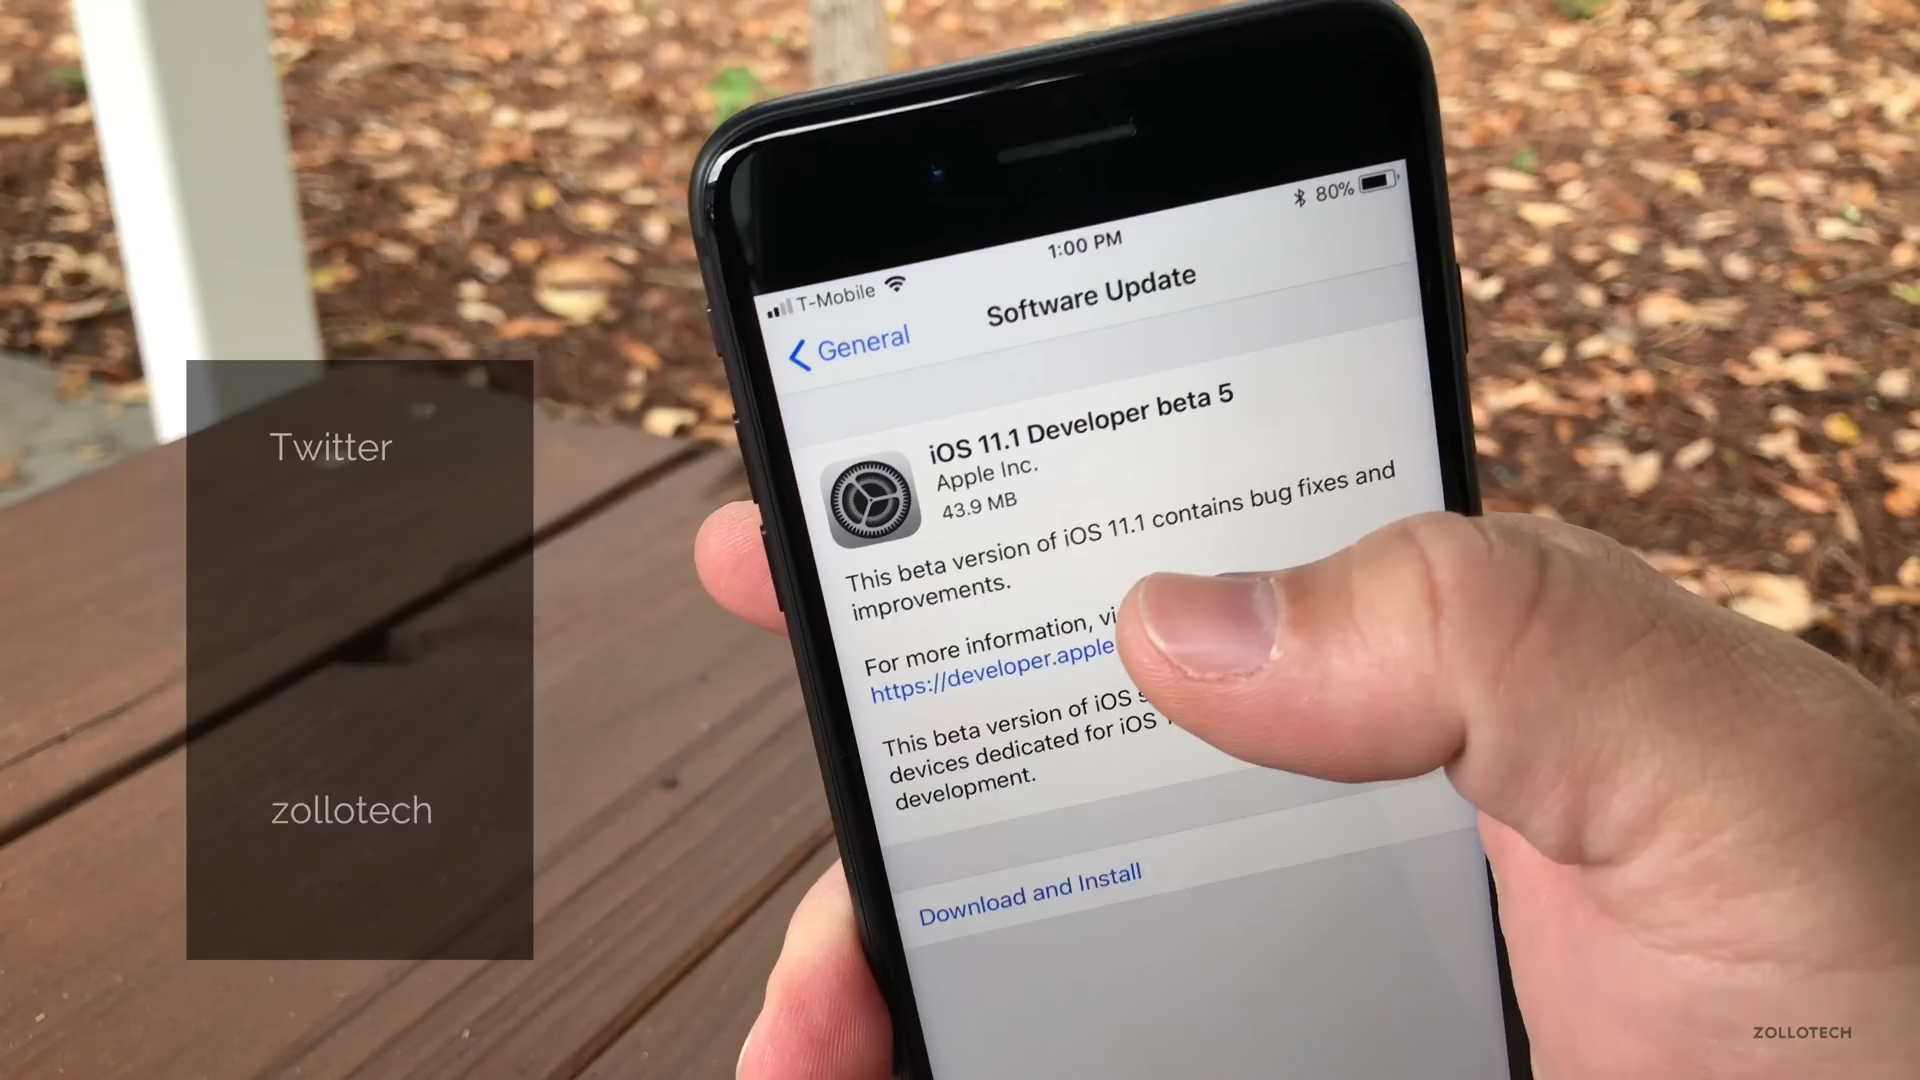 T-Mobile
1:00 PM
80%
General
Software Update
iOS 11.1 Developer beta 5
Apple Inc.
43.9 MB
This beta version of iOS 11.1 contains bug fixes and
improvements.
For more information,
https://developer.apple
This beta version of iOS
devices dedicated for iOS
development.
Download and Install
Twitter
zollotech
ZOLLOTECH